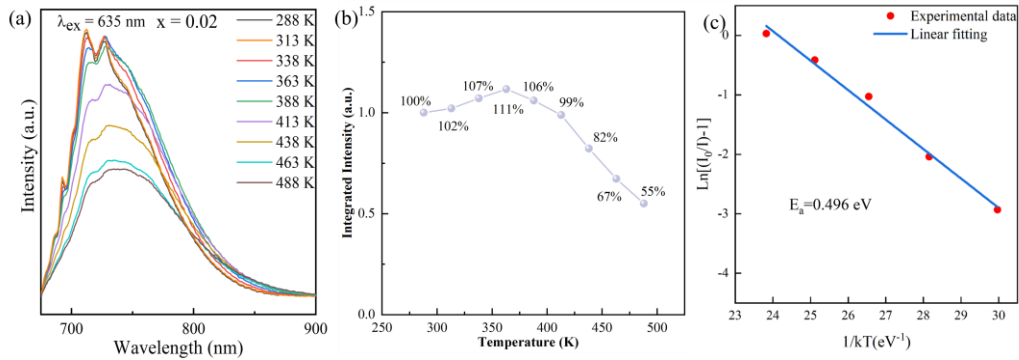 (a)
λex = 635 nm x = 0.02
288 K
313 K
338 K
363 K
388 K
413 K
438 K
463 K
488 K
Intensity (a.u.)
700 800 900
Wavelength (nm)
(b)
1.5
1.0
0.5
0.0
Integrated Intensity (a.u.)
100%
102%
107%
111%
106%
99%
82%
67%
55%
250 300 350 400 450 500
Temperature (K)
(c)
Experimental data
Linear fitting
0
-1
-2
-3
-4
Ln[(I0/I)-1]
Ea=0.496 eV
23 24 25 26 27 28 29 30 31
1/kT(eV-1)